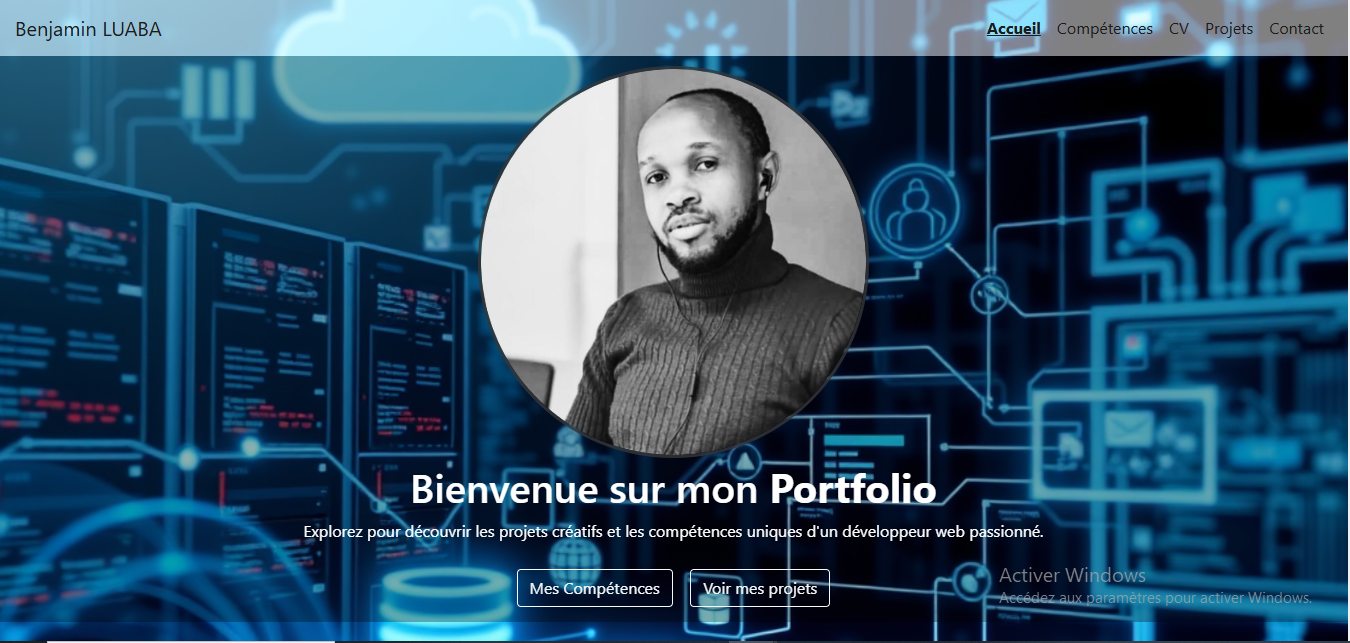 Benjamin LUABA
Accueil Compétences CV Projets Contact
Bienvenue sur mon Portfolio
Explorez pour découvrir les projets créatifs et les compétences uniques d'un développeur web passionné.
Mes Compétences Voir mes projets
Activer Windows
Accédez aux paramètres pour activer Windows.